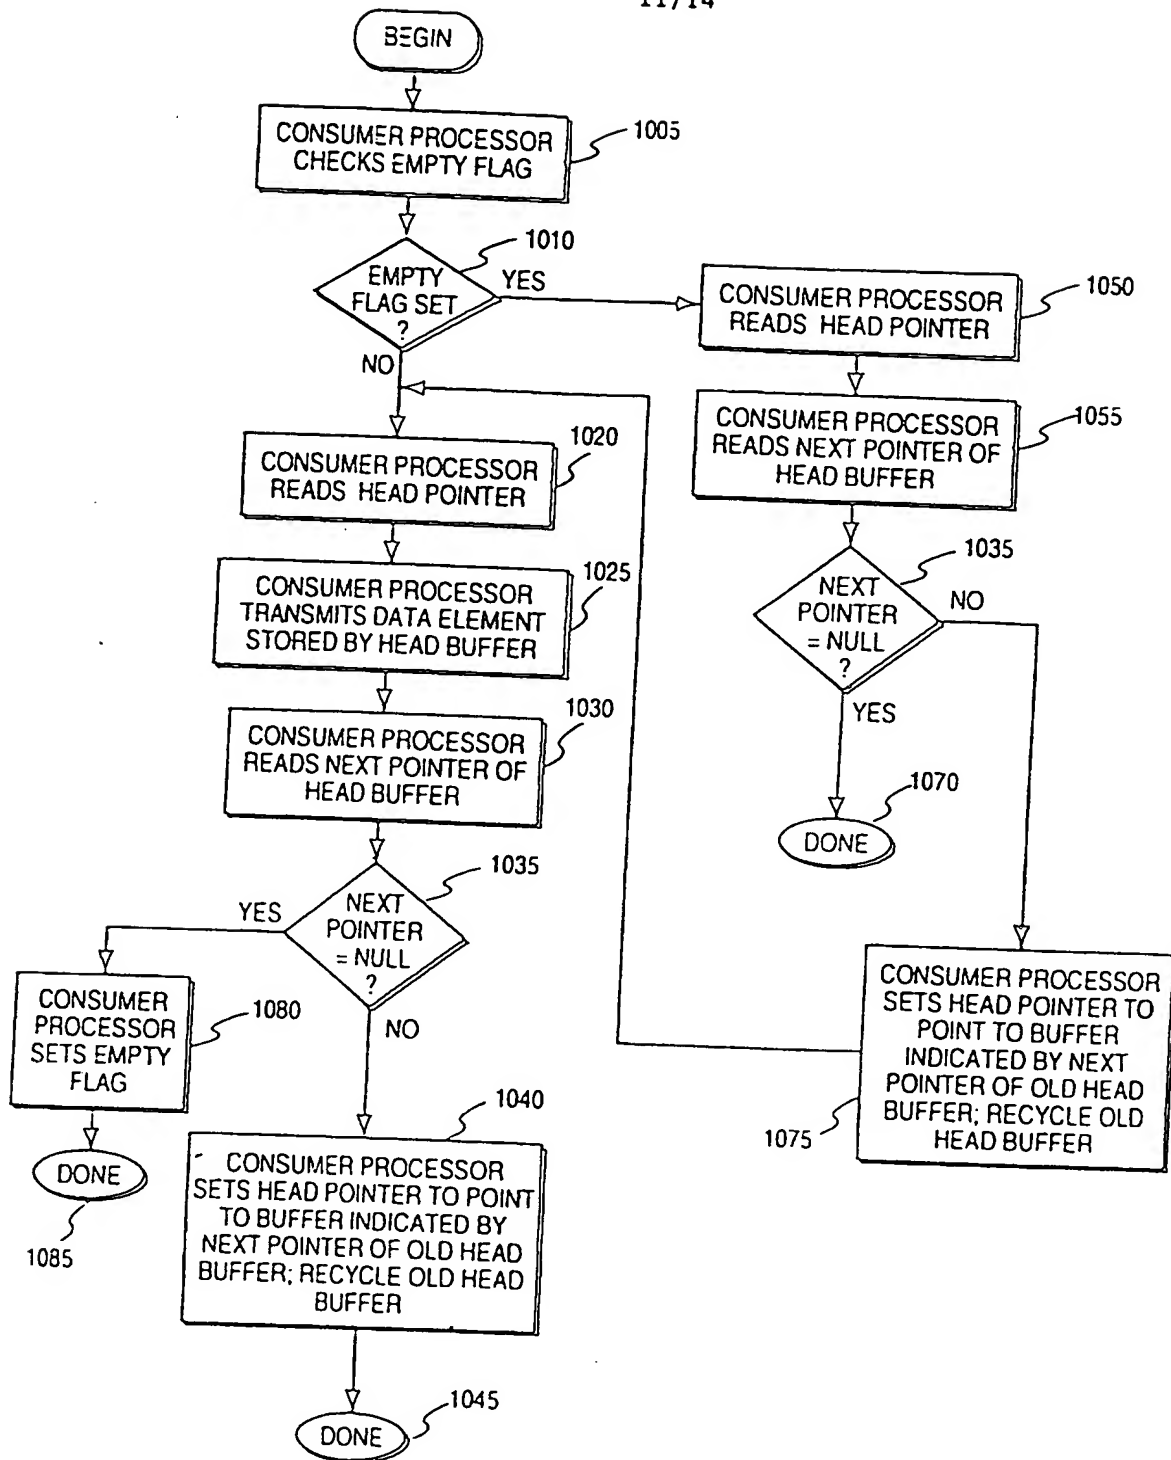 11/14
BEGIN
CONSUMER PROCESSOR
CHECKS EMPTY FLAG
1005
EMPTY
FLAG SET
?
1010
YES
NO
CONSUMER PROCESSOR
READS HEAD POINTER
1050
CONSUMER PROCESSOR
READS NEXT POINTER OF
HEAD BUFFER
1055
CONSUMER PROCESSOR
READS HEAD POINTER
1020
CONSUMER PROCESSOR
TRANSMITS DATA ELEMENT
STORED BY HEAD BUFFER
1025
NEXT
POINTER
= NULL
?
1035
NO
YES
CONSUMER PROCESSOR
READS NEXT POINTER OF
HEAD BUFFER
1030
DONE
1070
NEXT
POINTER
= NULL
?
1035
YES
NO
CONSUMER
PROCESSOR
SETS EMPTY
FLAG
1080
CONSUMER PROCESSOR
SETS HEAD POINTER TO
POINT TO BUFFER
INDICATED BY NEXT
POINTER OF OLD HEAD
BUFFER; RECYCLE OLD
HEAD BUFFER
1075
DONE
1085
CONSUMER PROCESSOR
SETS HEAD POINTER TO POINT
TO BUFFER INDICATED BY
NEXT POINTER OF OLD HEAD
BUFFER; RECYCLE OLD HEAD
BUFFER
1040
DONE
1045